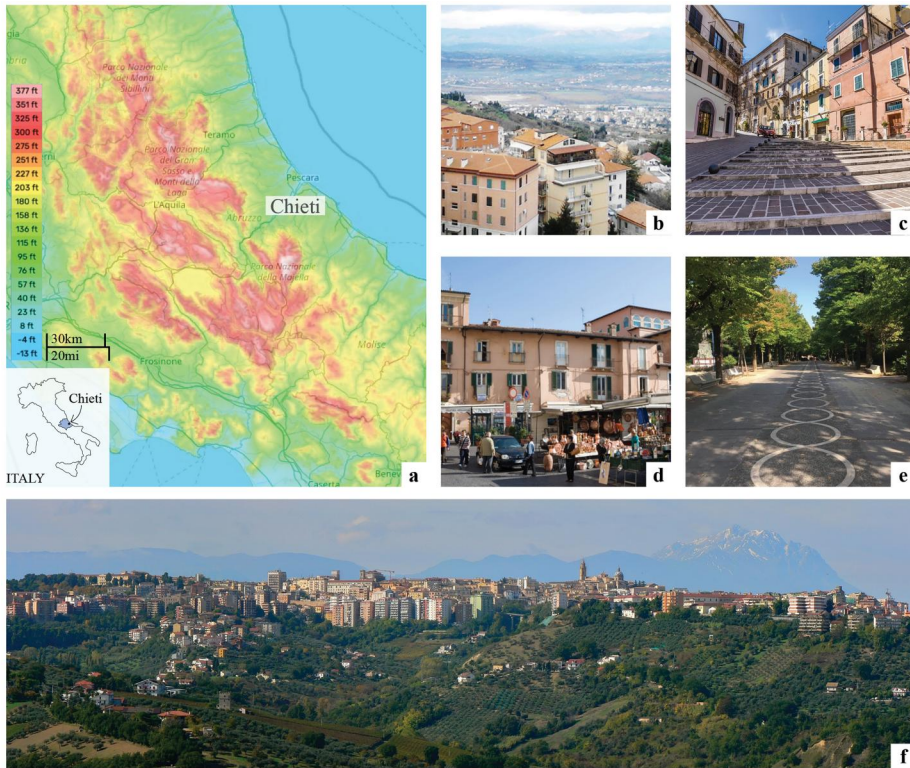 377 ft
351 ft
325 ft
300 ft
275 ft
251 ft
227 ft
203 ft
180 ft
158 ft
136 ft
115 ft
95 ft
76 ft
57 ft
40 ft
23 ft
8 ft
-4 ft
-13 ft
Parco Nazionale
dei Monti
Sibillini
Teramo
Parco Nazionale
del Gran
Sasso e
Monti della
Laga
L'Aquila
Pescara
Chieti
Abruzzo
Parco Nazionale
della Majella
30km
20mi
Frosinone
Molise
Caserta
Benev
Chieti
ITALY
a
b
c
d
e
f